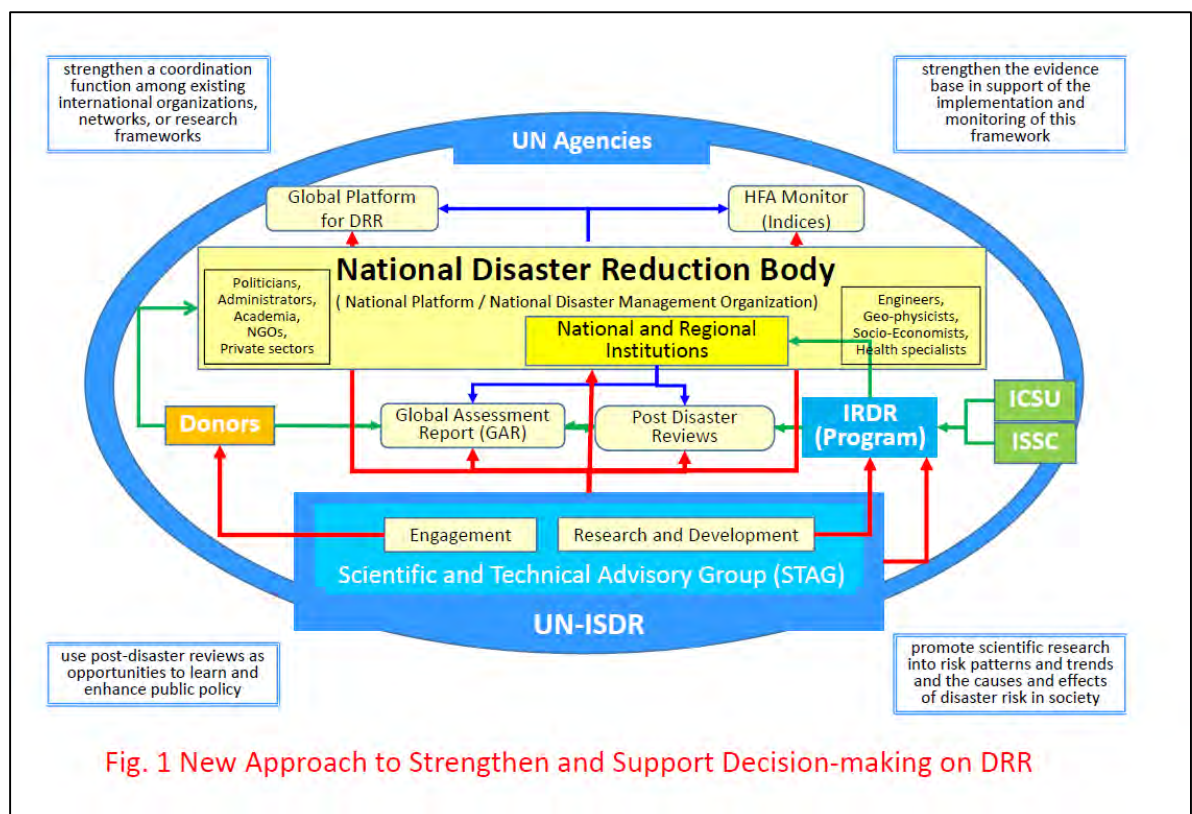 strengthen a coordination
function among existing
international organizations,
networks, or research
frameworks
strengthen the evidence
base in support of the
implementation and
monitoring of this
framework
UN Agencies
Global Platform
for DRR
HFA Monitor
(Indices)
National Disaster Reduction Body
( National Platform / National Disaster Management Organization)
Politicians,
Administrators,
Academia,
NGOs,
Private sectors
National and Regional
Institutions
Engineers,
Geo-physicists,
Socio-Economists,
Health specialists
Donors
Global Assessment
Report (GAR)
Post Disaster
Reviews
IRDR
(Program)
ICSU
ISSC
Engagement
Research and Development
Scientific and Technical Advisory Group (STAG)
UN-ISDR
use post-disaster reviews as
opportunities to learn and
enhance public policy
promote scientific research
into risk patterns and trends
and the causes and effects
of disaster risk in society
Fig. 1 New Approach to Strengthen and Support Decision-making on DRR